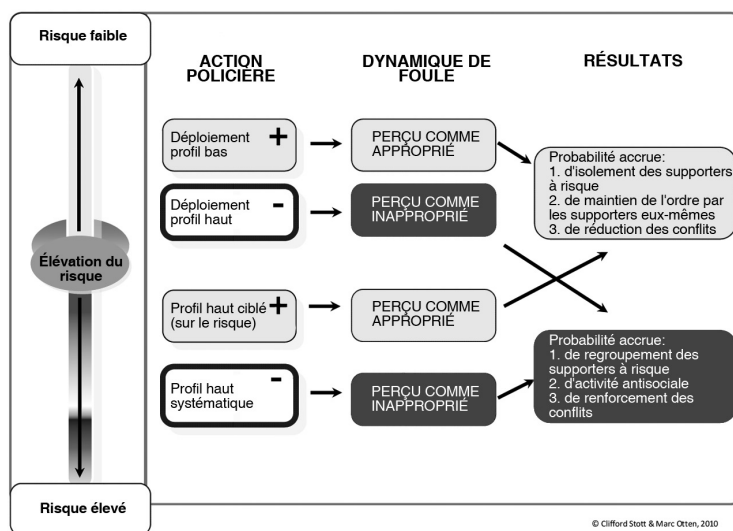 Risque faible
Élévation du
risque
Risque élevé
ACTION
POLICIÈRE
DYNAMIQUE DE
FOULE
RÉSULTATS
Déploiement
profil bas
+
PERÇU COMME
APPROPRIÉ
Déploiement
profil haut
-
PERÇU COMME
INAPPROPRIÉ
Profil haut ciblé
(sur le risque)
+
PERÇU COMME
APPROPRIÉ
Profil haut
systématique
-
PERÇU COMME
INAPPROPRIÉ
Probabilité accrue:
1. d'isolement des supporters
à risque
2. de maintien de l'ordre par
les supporters eux-mêmes
3. de réduction des conflits
Probabilité accrue:
1. de regroupement des
supporters à risque
2. d'activité antisociale
3. de renforcement des
conflits
© Clifford Stott & Marc Otten, 2010